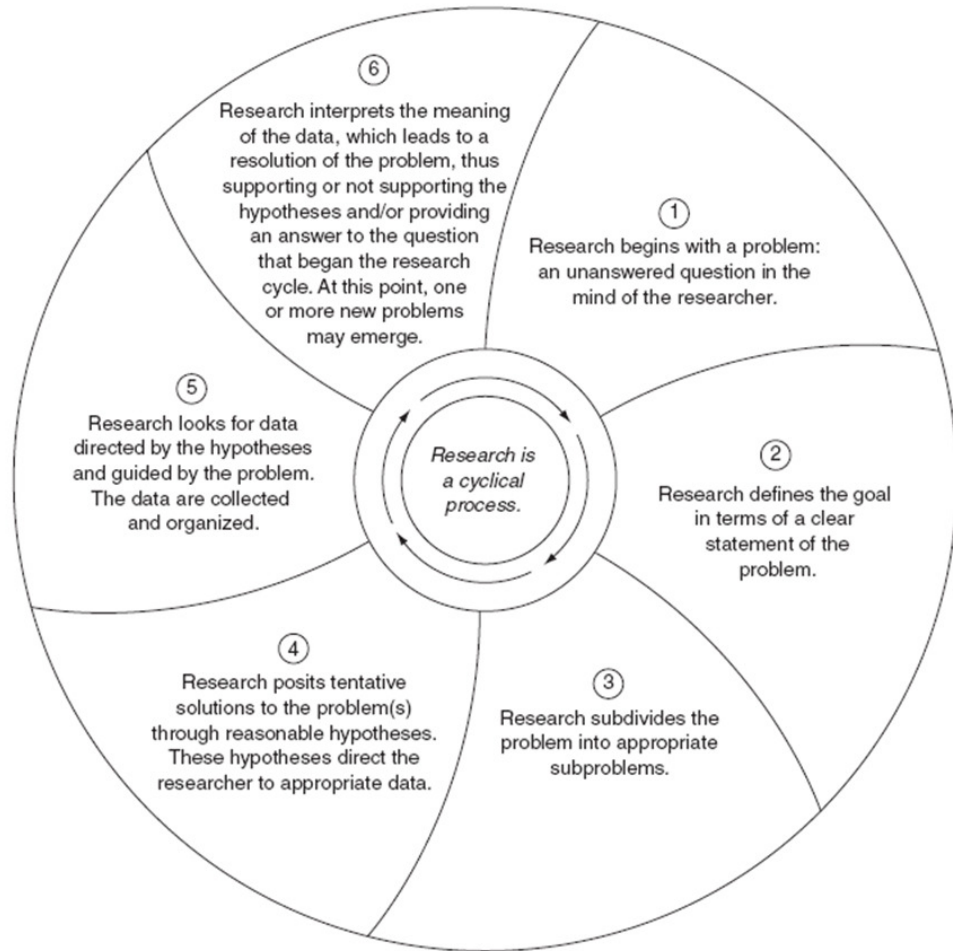 1
Research begins with a problem:
an unanswered question in the
mind of the researcher.
2
Research defines the goal
in terms of a clear
statement of the
problem.
3
Research subdivides the
problem into appropriate
subproblems.
4
Research posits tentative
solutions to the problem(s)
through reasonable hypotheses.
These hypotheses direct the
researcher to appropriate data.
5
Research looks for data
directed by the hypotheses
and guided by the problem.
The data are collected
and organized.
6
Research interprets the meaning
of the data, which leads to a
resolution of the problem, thus
supporting or not supporting the
hypotheses and/or providing
an answer to the question
that began the research
cycle. At this point, one
or more new problems
may emerge.
Research is
a cyclical
process.